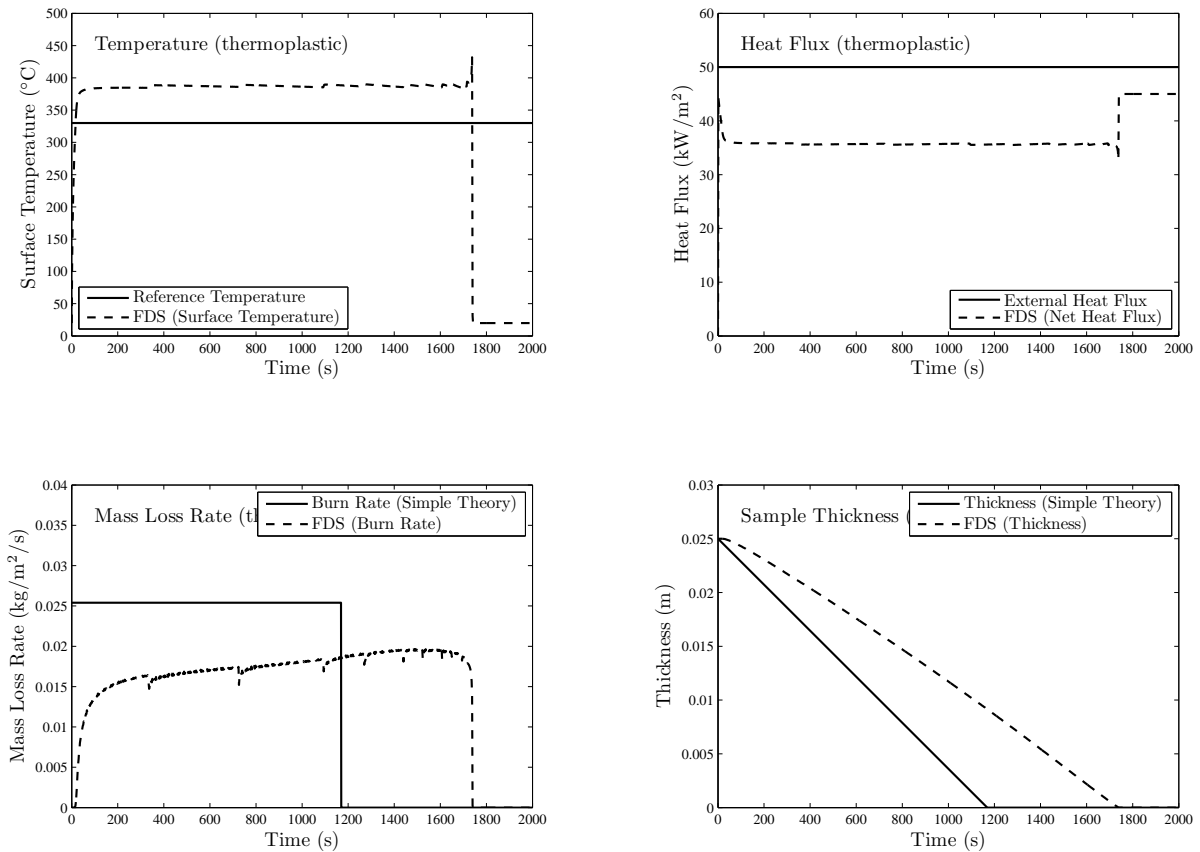 500
450
400
350
300
250
200
150
100
50
0
Surface Temperature (°C)
Temperature (thermoplastic)
Reference Temperature
FDS (Surface Temperature)
0 200 400 600 800 1000 1200 1400 1600 1800 2000
Time (s)
60
50
40
30
20
10
0
Heat Flux (kW/m²)
Heat Flux (thermoplastic)
External Heat Flux
FDS (Net Heat Flux)
0 200 400 600 800 1000 1200 1400 1600 1800 2000
Time (s)
0.04
0.035
0.03
0.025
0.02
0.015
0.01
0.005
0
Mass Loss Rate (kg/m²/s)
Mass Loss Rate (
Burn Rate (Simple Theory)
FDS (Burn Rate)
0 200 400 600 800 1000 1200 1400 1600 1800 2000
Time (s)
0.03
0.025
0.02
0.015
0.01
0.005
0
Thickness (m)
Sample Thickness (
Thickness (Simple Theory)
FDS (Thickness)
0 200 400 600 800 1000 1200 1400 1600 1800 2000
Time (s)